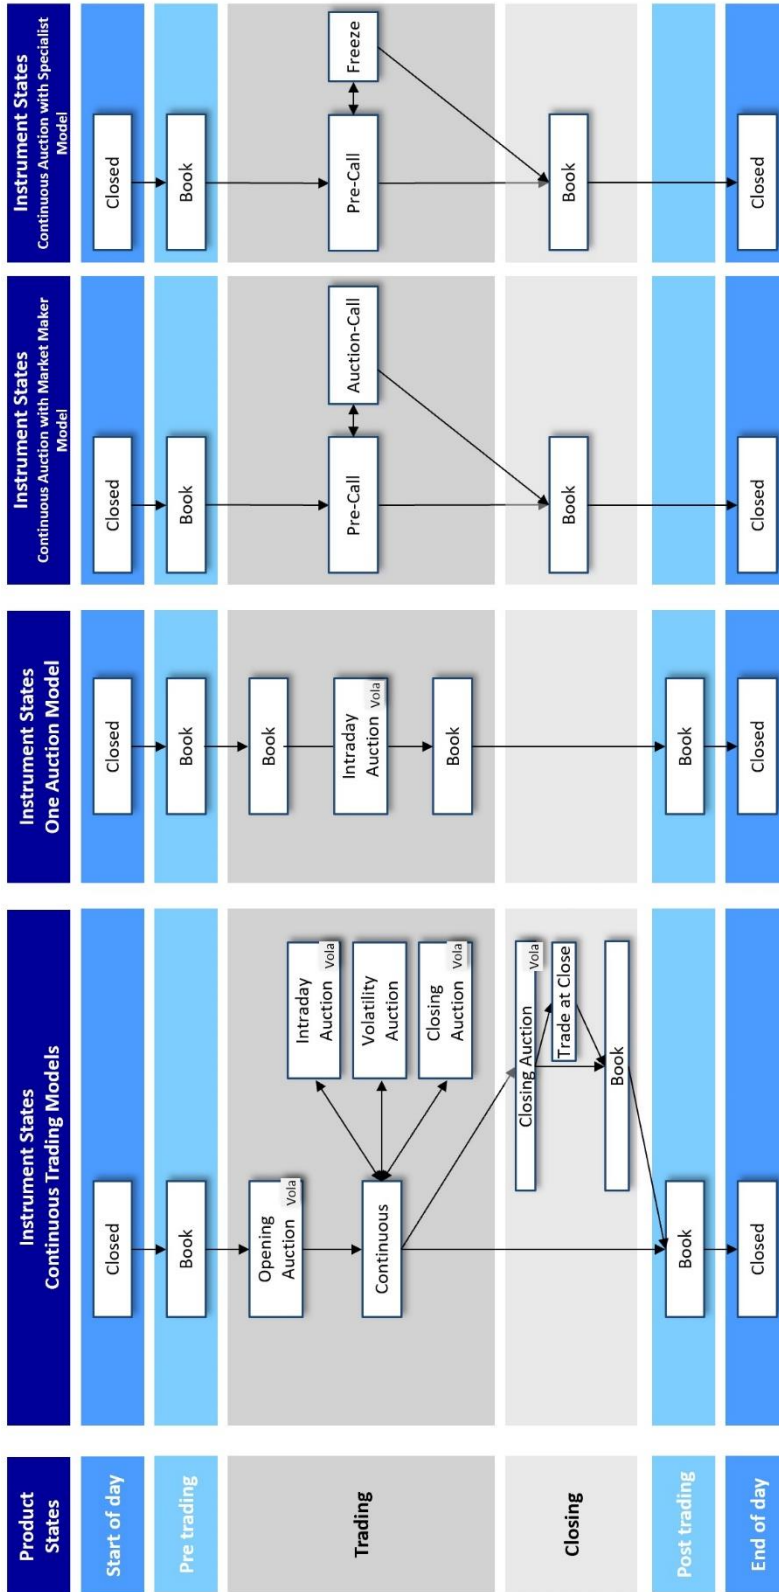 Product
States
Start of day
Pre trading
Trading
Closing
Post trading
End of day
Instrument States
Continuous Trading Models
Closed
Book
Opening
Auction
Vola
Continuous
Intraday
Auction
Vola
Volatility
Auction
Closing
Auction
Vola
Closing Auction
Vola
Trade at Close
Book
Book
Closed
Instrument States
One Auction Model
Closed
Book
Book
Intraday
Auction
Vola
Book
Book
Closed
Instrument States
Continuous Auction with Market Maker
Model
Closed
Book
Pre-Call
Auction-Call
Book
Closed
Instrument States
Continuous Auction with Specialist
Model
Closed
Book
Pre-Call
Freeze
Book
Closed